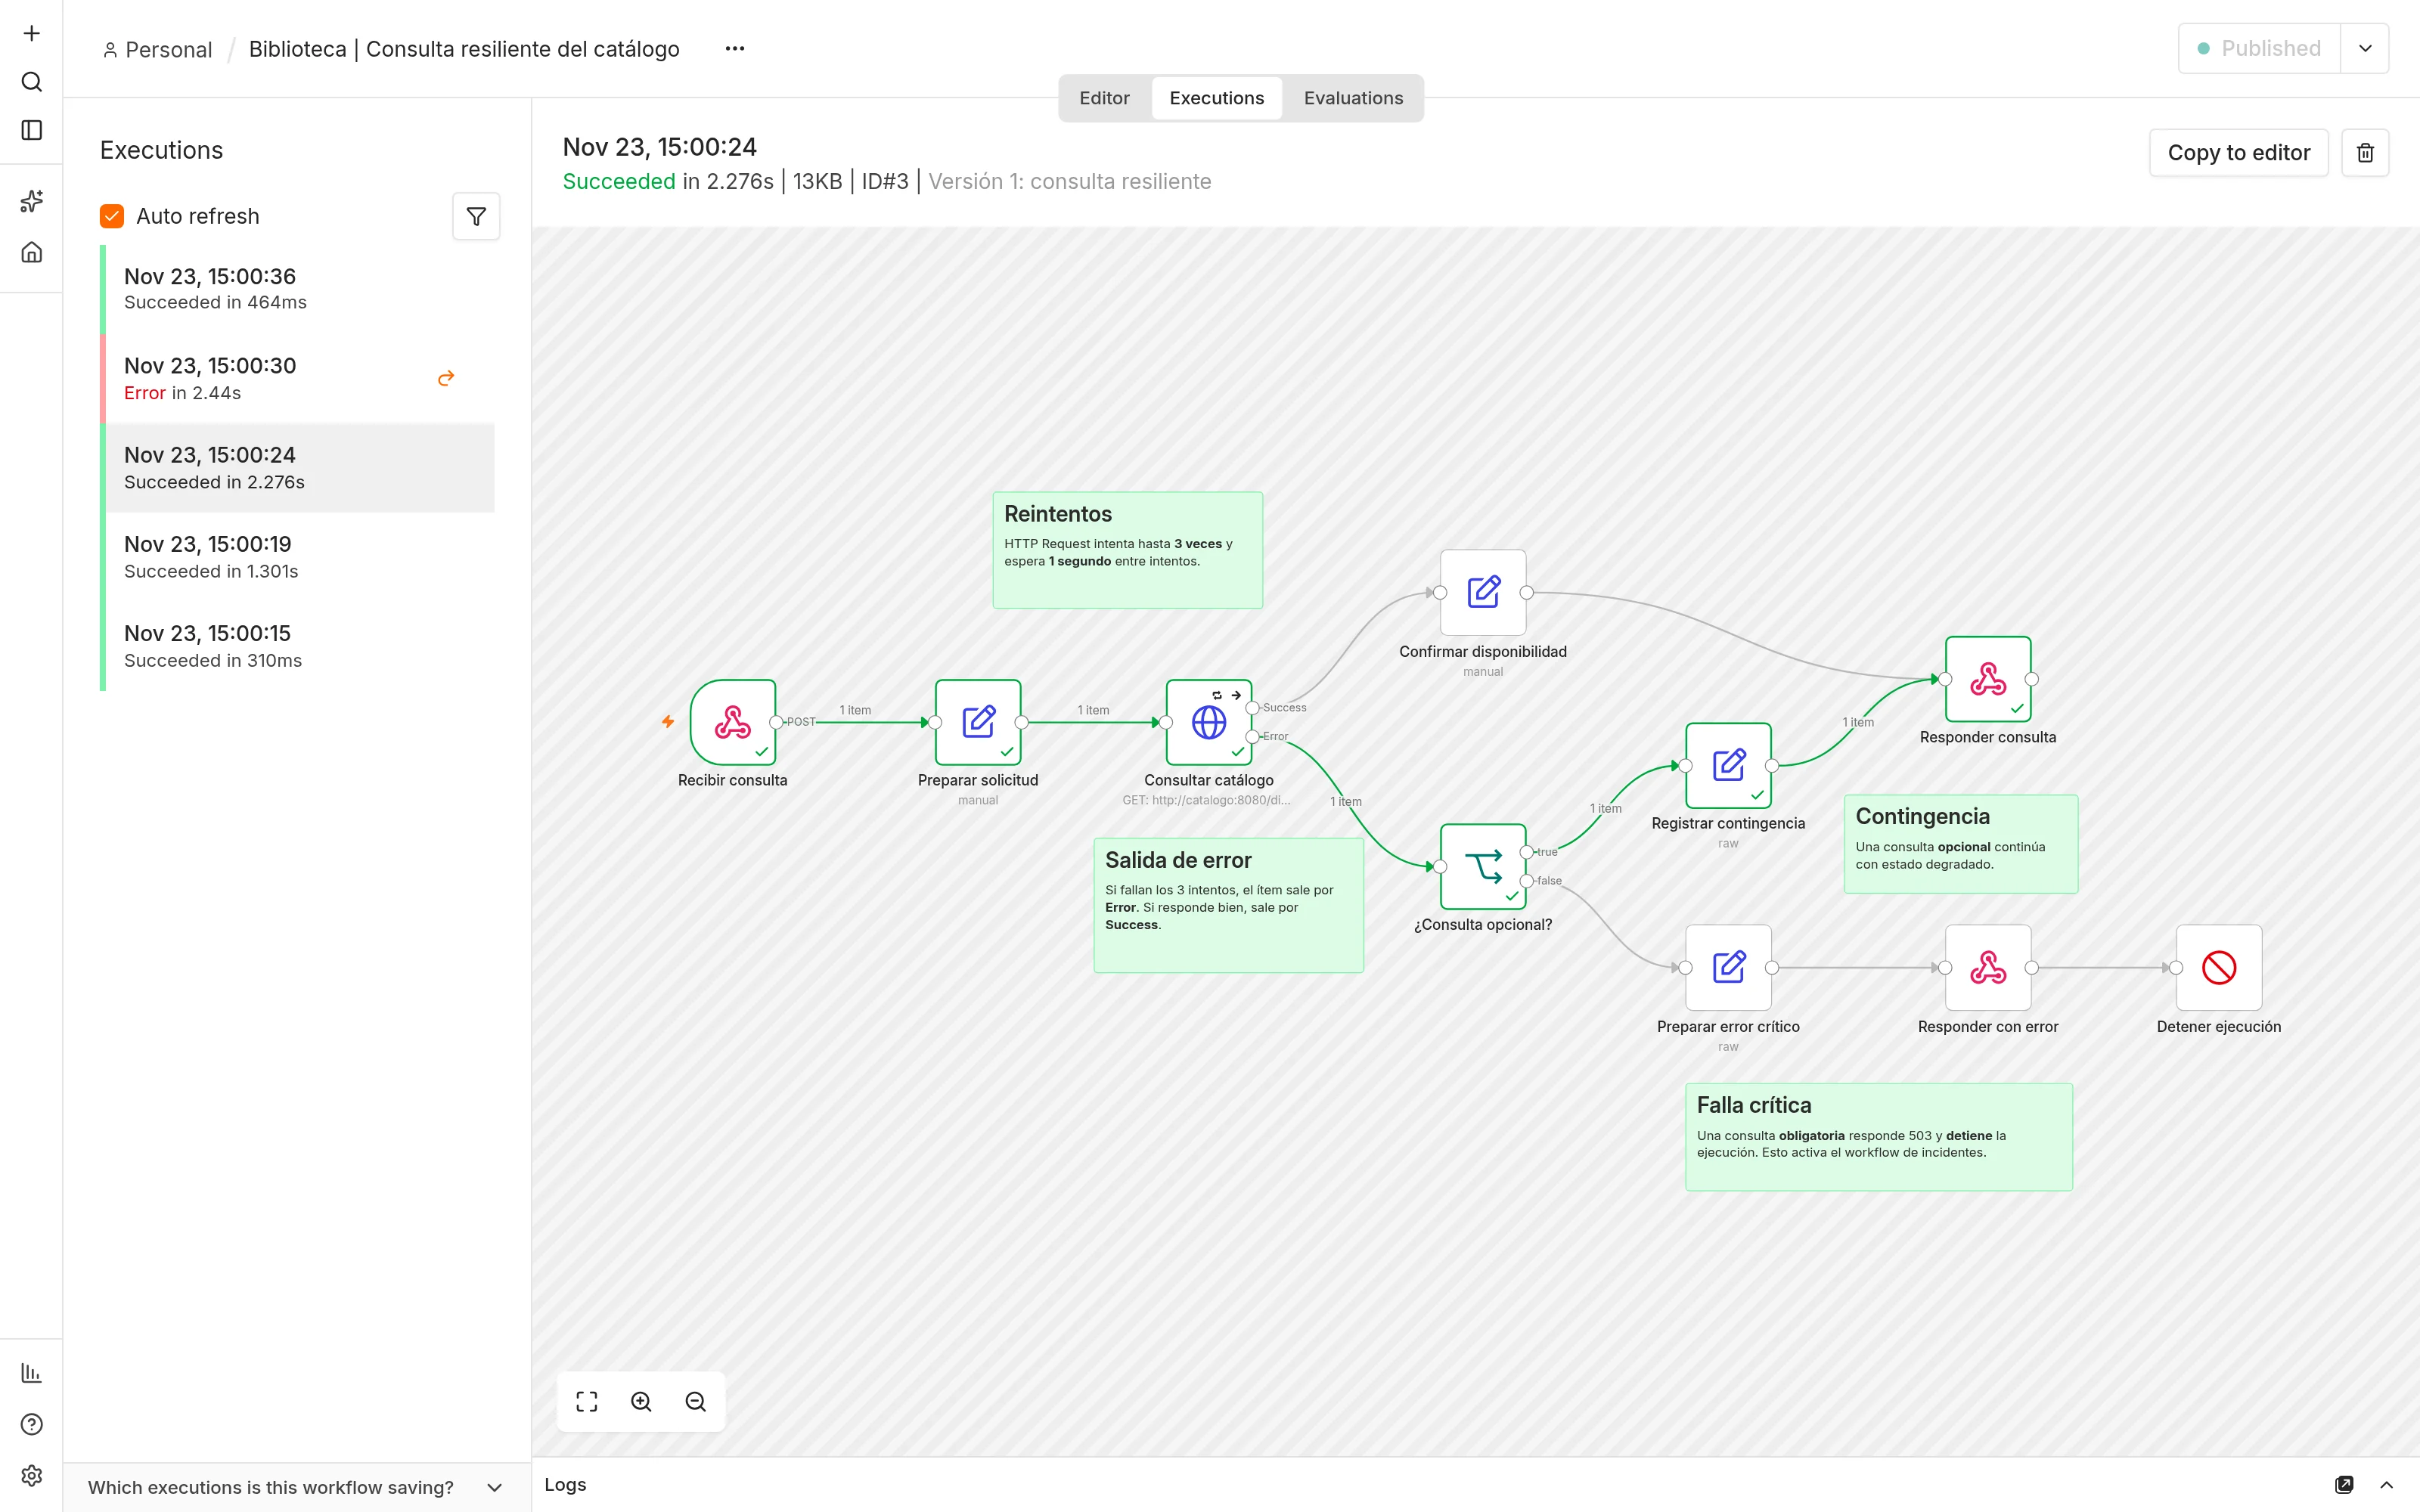 Personal / Biblioteca | Consulta resiliente del catálogo
Published
Editor
Executions
Evaluations
Executions
Auto refresh
Nov 23, 15:00:36
Succeeded in 464ms
Nov 23, 15:00:30
Error in 2.44s
Nov 23, 15:00:24
Succeeded in 2.276s
Nov 23, 15:00:19
Succeeded in 1.301s
Nov 23, 15:00:15
Succeeded in 310ms
Which executions is this workflow saving?
Nov 23, 15:00:24
Succeeded in 2.276s | 13KB | ID#3 | Versión 1: consulta resiliente
Copy to editor
Reintentos
HTTP Request intenta hasta 3 veces y
espera 1 segundo entre intentos.
Confirmar disponibilidad
manual
POST
1 item
1 item
Success
Error
Recibir consulta
Preparar solicitud
manual
Consultar catálogo
GET: http://catalogo:8080/di...
1 item
Salida de error
Si fallan los 3 intentos, el ítem sale por
Error. Si responde bien, sale por
Success.
true
false
¿Consulta opcional?
1 item
Registrar contingencia
raw
1 item
Responder consulta
Contingencia
Una consulta opcional continúa
con estado degradado.
Preparar error crítico
raw
Responder con error
Detener ejecución
Falla crítica
Una consulta obligatoria responde 503 y detiene la
ejecución. Esto activa el workflow de incidentes.
Logs